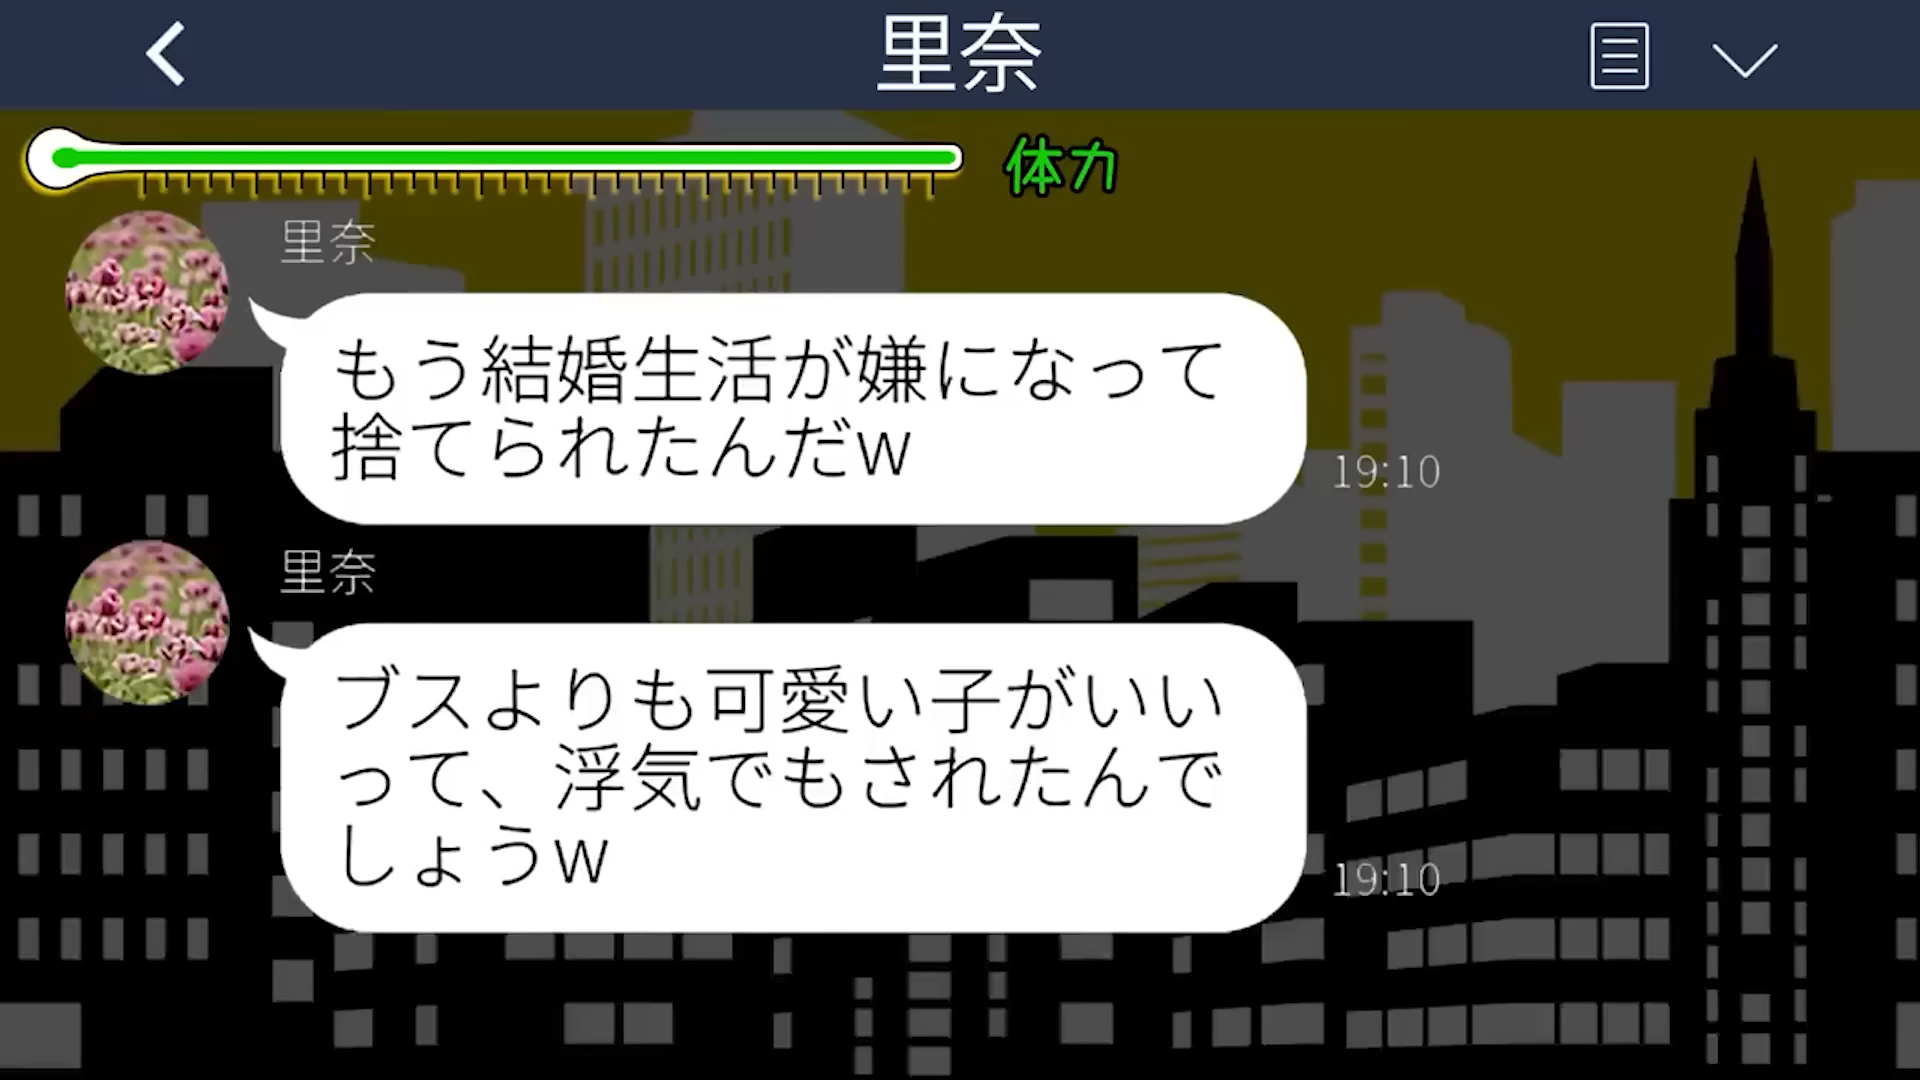 里奈
体力
里奈
もう結婚生活が嫌になって
捨てられたんだw
19:10
里奈
ブスよりも可愛い子がいい
って、浮気でもされたんで
しょうw
19:10